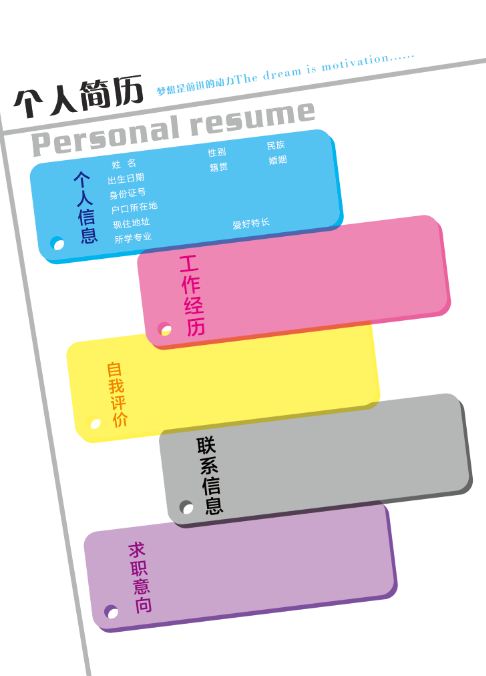 个人简历 梦想是前进的动力The dream is motivation......
Personal resume
个人信息
姓 名 性别 民族
出生日期 籍贯 婚姻
身份证号
户口所在地
现住地址 爱好特长
所学专业
工作经历
自我评价
联系信息
求职意向